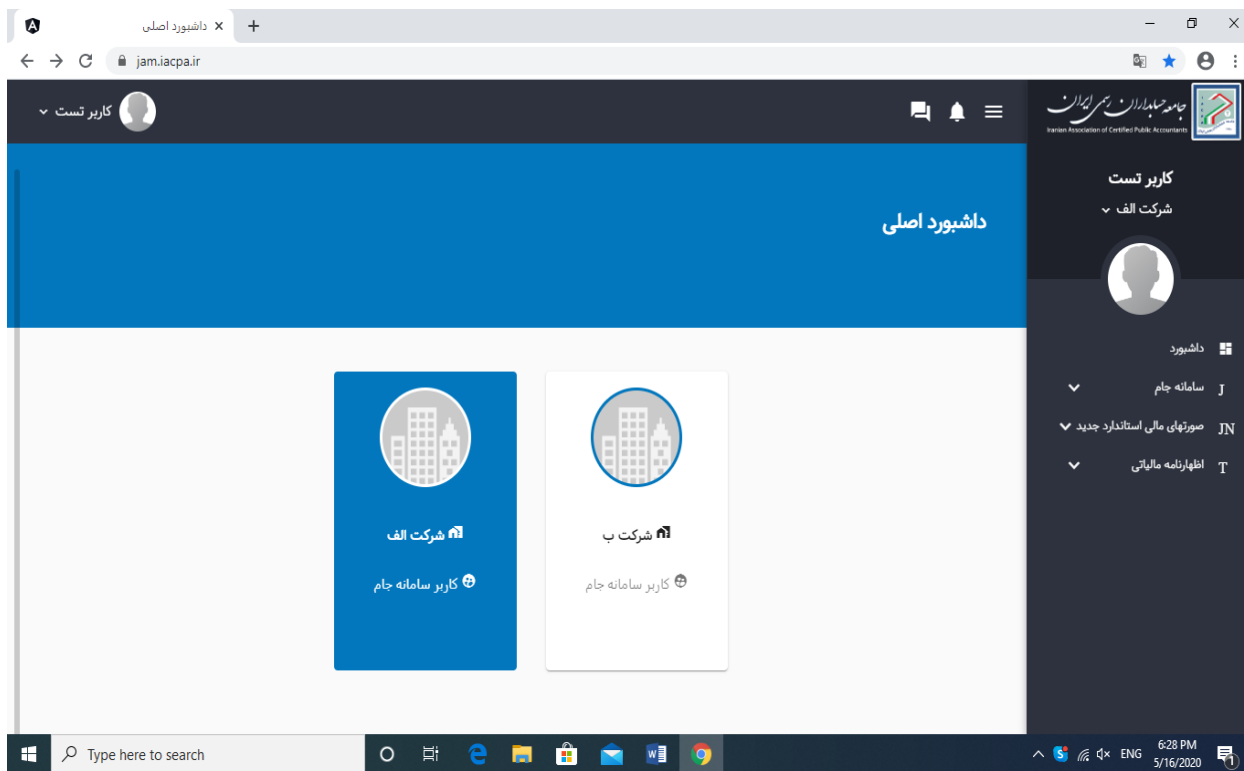 داشبورد اصلی
jam.iacpa.ir
جامعه حسابداران رسمی ایران
Iranian Association of Certified Public Accountants
کاربر تست
کاربر تست
شرکت الف
داشبورد اصلی
داشبورد
J سامانه جام
JN صورتهای مالی استاندارد جدید
T اظهارنامه مالیاتی
شرکت ب
کاربر سامانه جام
شرکت الف
کاربر سامانه جام
Type here to search
ENG
6:28 PM
5/16/2020